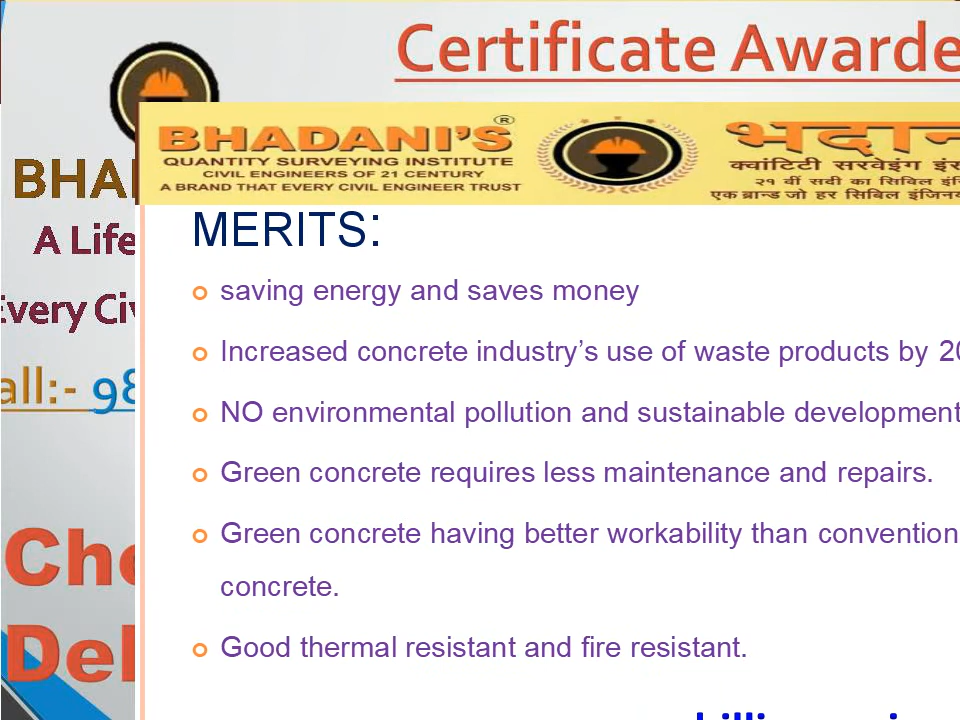 Certificate Awarde
BHADANI'S®
QUANTITY SURVEYING INSTITUTE
CIVIL ENGINEERS OF 21 CENTURY
A BRAND THAT EVERY CIVIL ENGINEER TRUST
भदान
क्वांटिटी सरवेइंग इंस
२१ वीं सदी का सिबिल इंजि
एक ब्रान्ड जो हर सिबिल इंजिनय
BHA
A Life
Every Civ
all:- 98
Che
Del
MERITS:
saving energy and saves money
Increased concrete industry’s use of waste products by 20
NO environmental pollution and sustainable development
Green concrete requires less maintenance and repairs.
Green concrete having better workability than convention
concrete.
Good thermal resistant and fire resistant.